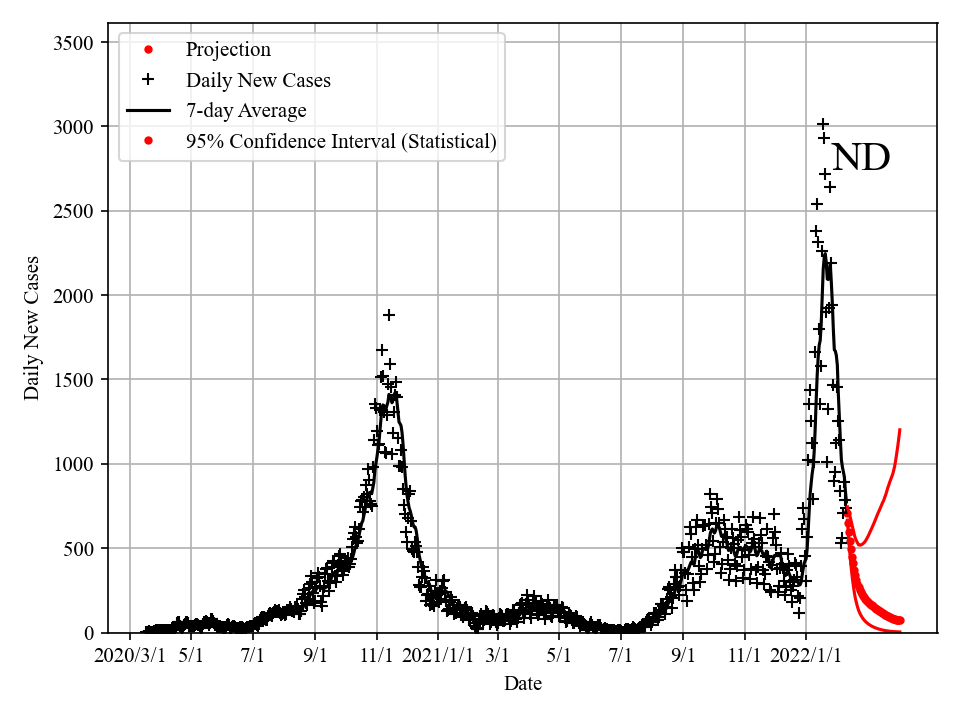 3500
3000
2500
2000
1500
1000
500
0
Daily New Cases
Projection
Daily New Cases
7-day Average
95% Confidence Interval (Statistical)
ND
2020/3/1 5/1 7/1 9/1 11/1 2021/1/1 3/1 5/1 7/1 9/1 11/1 2022/1/1
Date